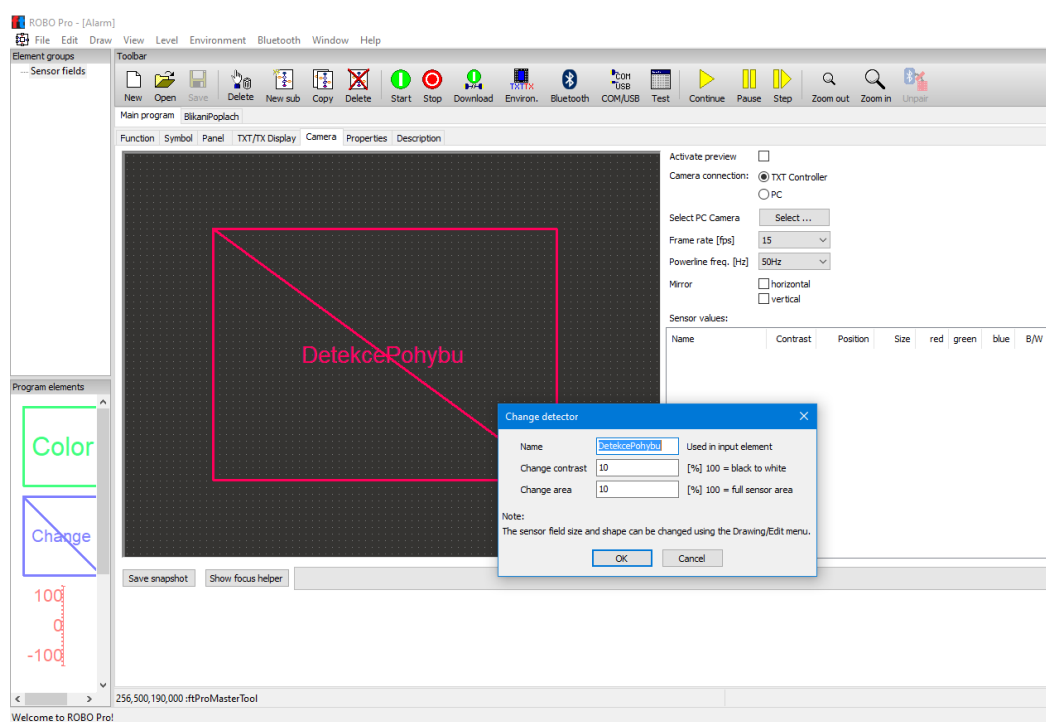 ROBO Pro - [Alarm]
File Edit Draw View Level Environment Bluetooth Window Help
Element groups
Toolbar
Sensor fields
New Open Save Delete New sub Copy Delete Start Stop Download Environ. Bluetooth COM/USB Test Continue Pause Step Zoom out Zoom in Unpair
Main program BlikaniPoplach
Function Symbol Panel TXT/TX Display Camera Properties Description
Activate preview
Camera connection: TXT Controller
PC
Select PC Camera Select ...
Frame rate [fps] 15
Powerline freq. [Hz] 50Hz
Mirror horizontal
vertical
Sensor values:
Name Contrast Position Size red green blue B/W
DetekcePohybu
Program elements
Color
Change
100
0
-100
Change detector
Name DetekcePohybu Used in input element
Change contrast 10 [%] 100 = black to white
Change area 10 [%] 100 = full sensor area
Note:
The sensor field size and shape can be changed using the Drawing/Edit menu.
OK Cancel
Save snapshot Show focus helper
256,500,190,000 :ftProMasterTool
Welcome to ROBO Pro!